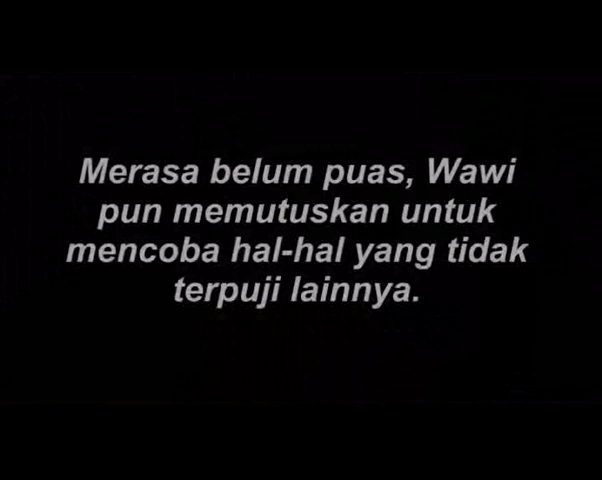 Merasa belum puas, Wawi
pun memutuskan untuk
mencoba hal-hal yang tidak
terpuji lainnya.